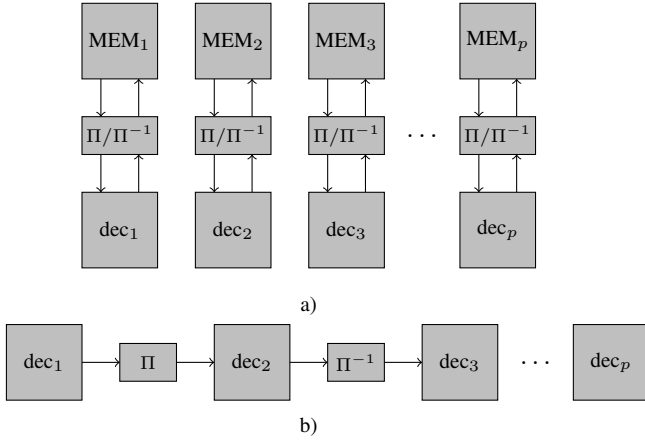 MEM₁ MEM₂ MEM₃ MEMₚ
Π/Π⁻¹ Π/Π⁻¹ Π/Π⁻¹ · · · Π/Π⁻¹
dec₁ dec₂ dec₃ decₚ
a)
dec₁ Π dec₂ Π⁻¹ dec₃ · · · decₚ
b)